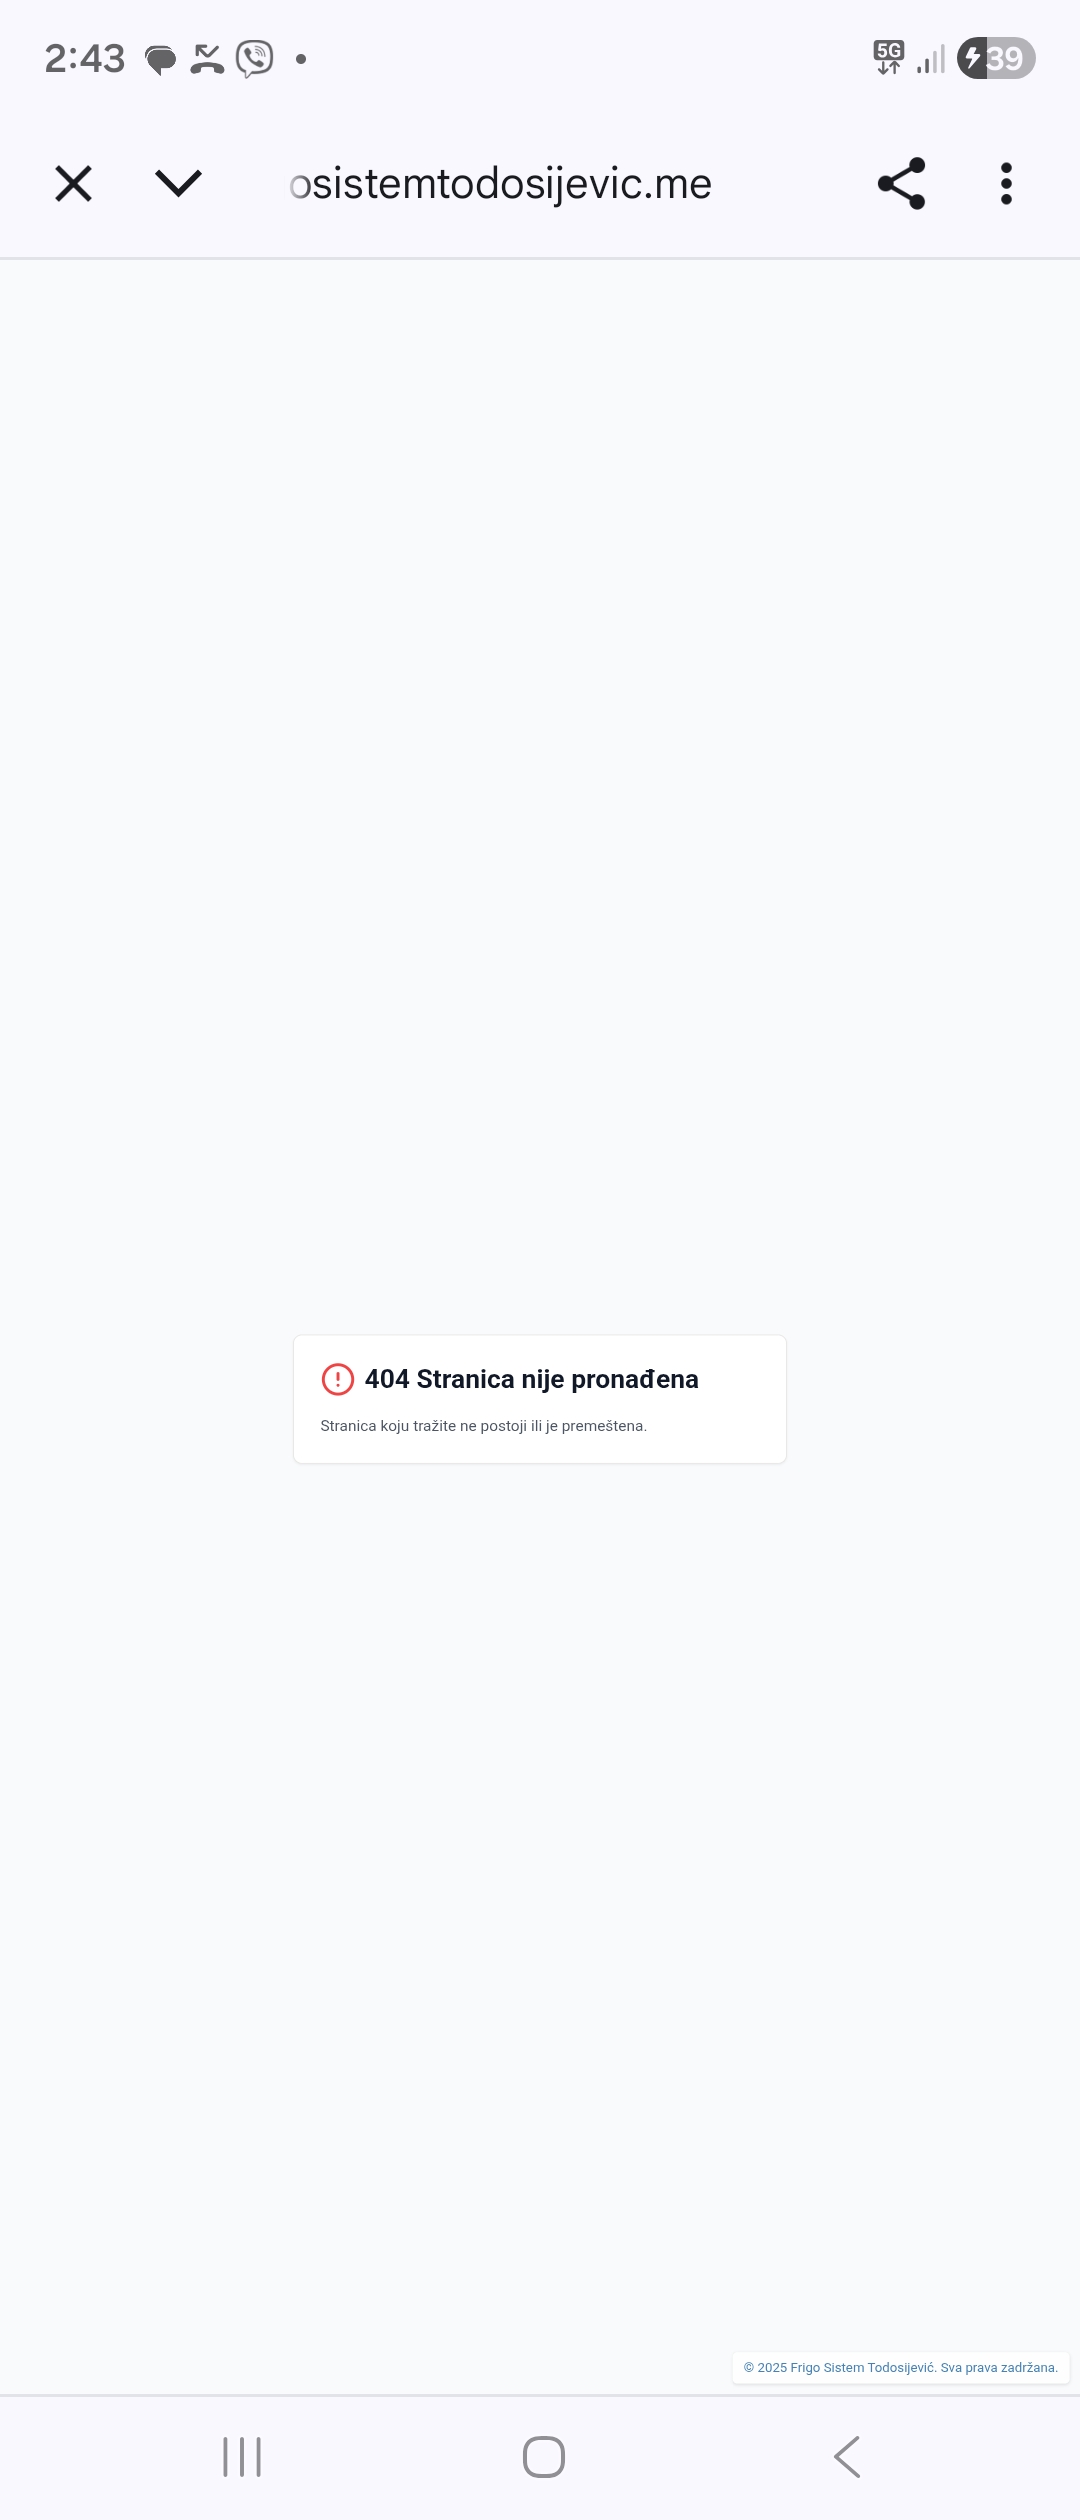 2:43
5G
39
osistemtodosijevic.me
404 Stranica nije pronađena
Stranica koju tražite ne postoji ili je premeštena.
© 2025 Frigo Sistem Todosijević. Sva prava zadržana.